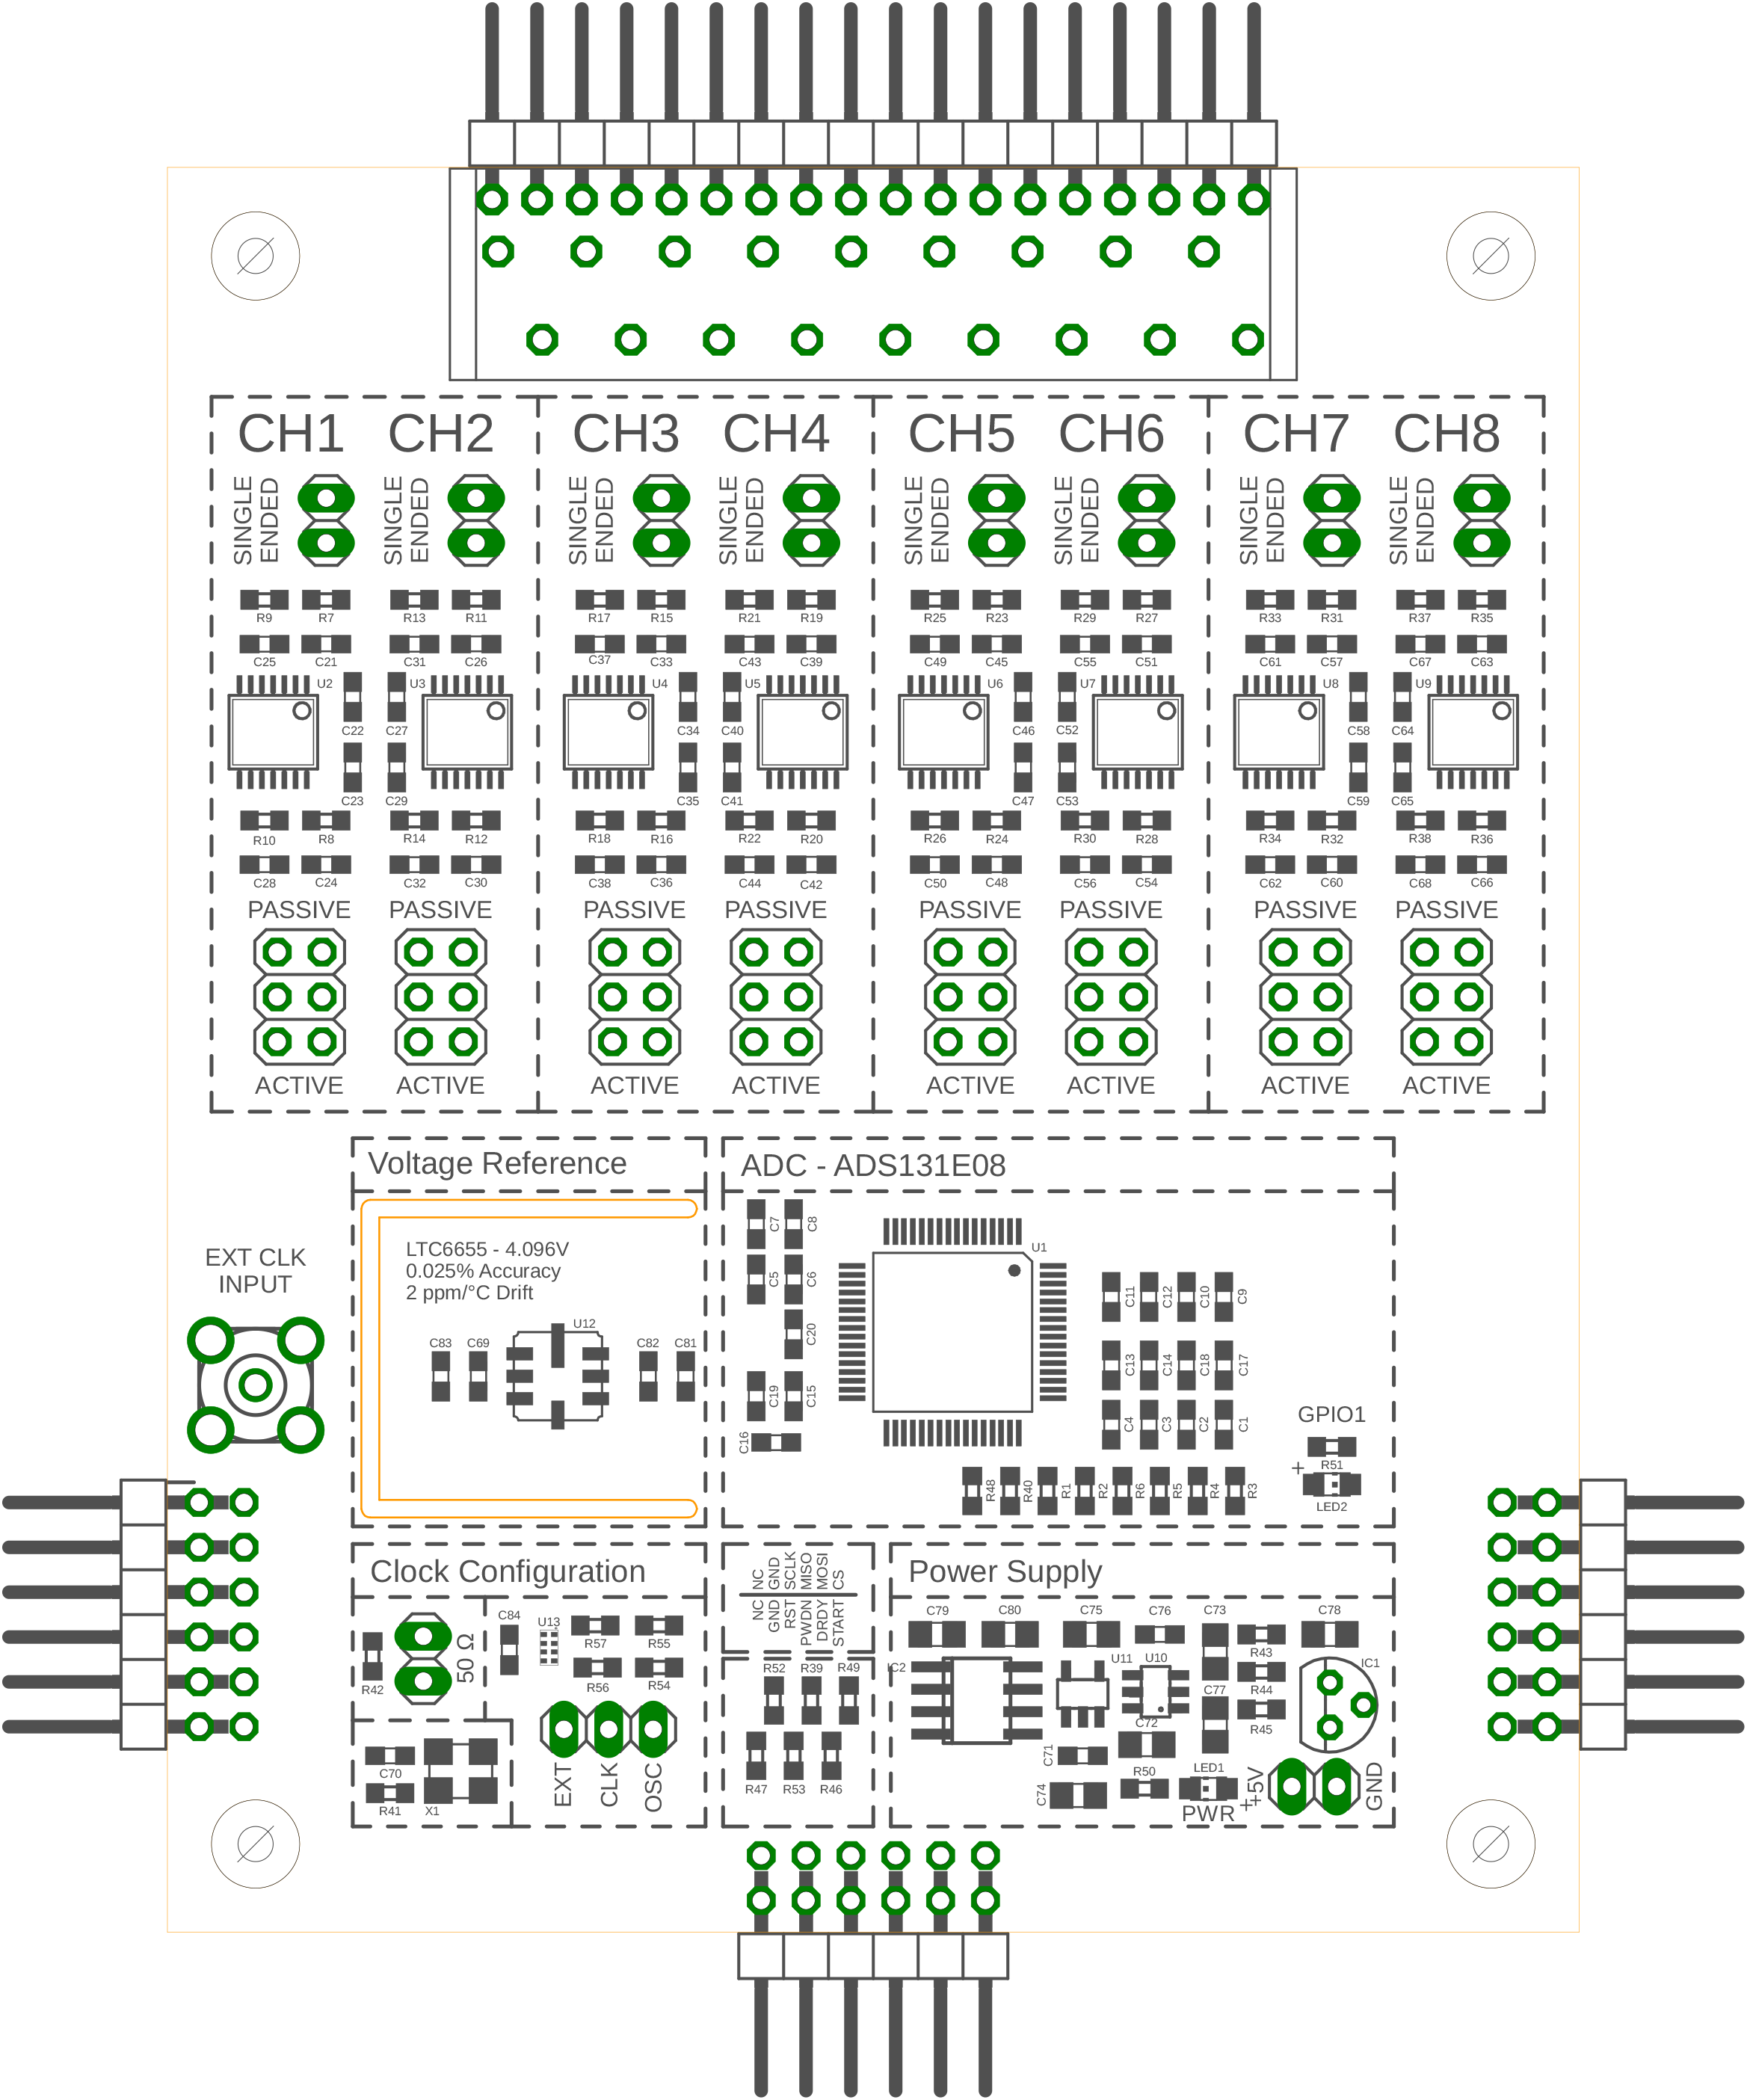 CH1 CH2 CH3 CH4 CH5 CH6 CH7 CH8
SINGLE ENDED SINGLE ENDED SINGLE ENDED SINGLE ENDED SINGLE ENDED SINGLE ENDED SINGLE ENDED SINGLE ENDED
R9 R7 R13 R11 R17 R15 R21 R19 R25 R23 R29 R27 R33 R31 R37 R35
C25 C21 C31 C26 C37 C33 C43 C39 C49 C45 C55 C51 C61 C57 C67 C63
U2 U3 U4 U5 U6 U7 U8 U9
C22 C27 C34 C40 C46 C52 C58 C64
C23 C29 C35 C41 C47 C53 C59 C65
R10 R8 R14 R12 R18 R16 R22 R20 R26 R24 R30 R28 R34 R32 R38 R36
C28 C24 C32 C30 C38 C36 C44 C42 C50 C48 C56 C54 C62 C60 C68 C66
PASSIVE PASSIVE PASSIVE PASSIVE PASSIVE PASSIVE PASSIVE PASSIVE
ACTIVE ACTIVE ACTIVE ACTIVE ACTIVE ACTIVE ACTIVE ACTIVE
EXT CLK
INPUT
Voltage Reference
LTC6655 - 4.096V
0.025% Accuracy
2 ppm/°C Drift
U12
C83 C69 C82 C81
ADC - ADS131E08
C7 C8
U1
C5 C6
C11 C12 C10 C9
C20
C13 C14 C18 C17
C19 C15
C4 C3 C2 C1
C16
GPIO1
R51
+
LED2
R48 R40 R1 R2 R6 R5 R4 R3
Clock Configuration
R42
50 Ω
C84 U13 R57 R55
R56 R54
C70
R41 X1
EXT CLK OSC
NC NC
GND GND
RST SCLK
PWDN MISO
DRDY MOSI
START CS
R52 R39 R49
R47 R53 R46
Power Supply
C79 C80 C75 C76 C73 C78
R43
IC2 U11 U10 IC1
R44
C77
C72 R45
C71
C74 R50 LED1
PWR +
+5V GND